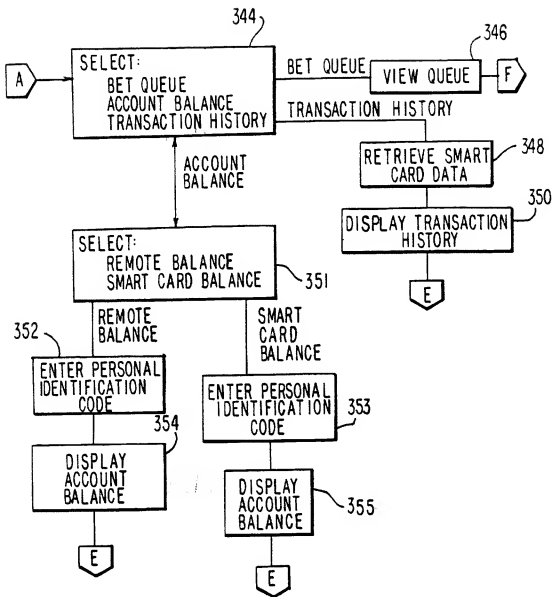 344
346
A
SELECT:
BET QUEUE
ACCOUNT BALANCE
TRANSACTION HISTORY
BET QUEUE
VIEW QUEUE
F
TRANSACTION HISTORY
348
RETRIEVE SMART
CARD DATA
350
DISPLAY TRANSACTION
HISTORY
E
ACCOUNT
BALANCE
SELECT:
REMOTE BALANCE
SMART CARD BALANCE
351
REMOTE
BALANCE
SMART
CARD
BALANCE
352
ENTER PERSONAL
IDENTIFICATION
CODE
354
DISPLAY
ACCOUNT
BALANCE
E
ENTER PERSONAL
IDENTIFICATION
CODE
353
DISPLAY
ACCOUNT
BALANCE
355
E